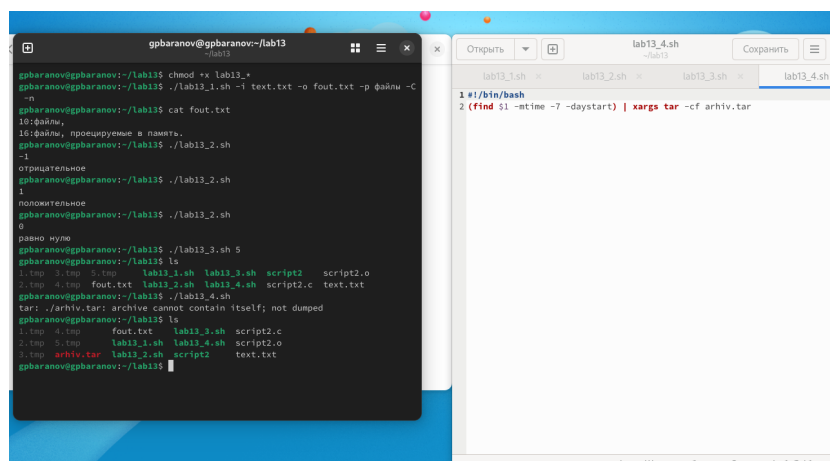 gpbaranov@gpbaranov:~/lab13
~/lab13
gpbaranov@gpbaranov:~/lab13$ chmod +x lab13_*
gpbaranov@gpbaranov:~/lab13$ ./lab13_1.sh -i text.txt -o fout.txt -p файлы -C
-n
gpbaranov@gpbaranov:~/lab13$ cat fout.txt
10:файлы,
16:файлы, проецируемые в память.
gpbaranov@gpbaranov:~/lab13$ ./lab13_2.sh
-1
отрицательное
gpbaranov@gpbaranov:~/lab13$ ./lab13_2.sh
1
положительное
gpbaranov@gpbaranov:~/lab13$ ./lab13_2.sh
0
равно нулю
gpbaranov@gpbaranov:~/lab13$ ./lab13_3.sh 5
gpbaranov@gpbaranov:~/lab13$ ls
1.tmp 3.tmp 5.tmp lab13_1.sh lab13_3.sh script2 script2.o
2.tmp 4.tmp fout.txt lab13_2.sh lab13_4.sh script2.c text.txt
gpbaranov@gpbaranov:~/lab13$ ./lab13_4.sh
tar: ./arhiv.tar: archive cannot contain itself; not dumped
gpbaranov@gpbaranov:~/lab13$ ls
1.tmp 4.tmp fout.txt lab13_3.sh script2.c
2.tmp 5.tmp lab13_1.sh lab13_4.sh script2.o
3.tmp arhiv.tar lab13_2.sh script2 text.txt
gpbaranov@gpbaranov:~/lab13$
Открыть lab13_4.sh Сохранить
~/lab13
lab13_1.sh lab13_2.sh lab13_3.sh lab13_4.sh
1 #!/bin/bash
2 (find $1 -mtime -7 -daystart) | xargs tar -cf arhiv.tar